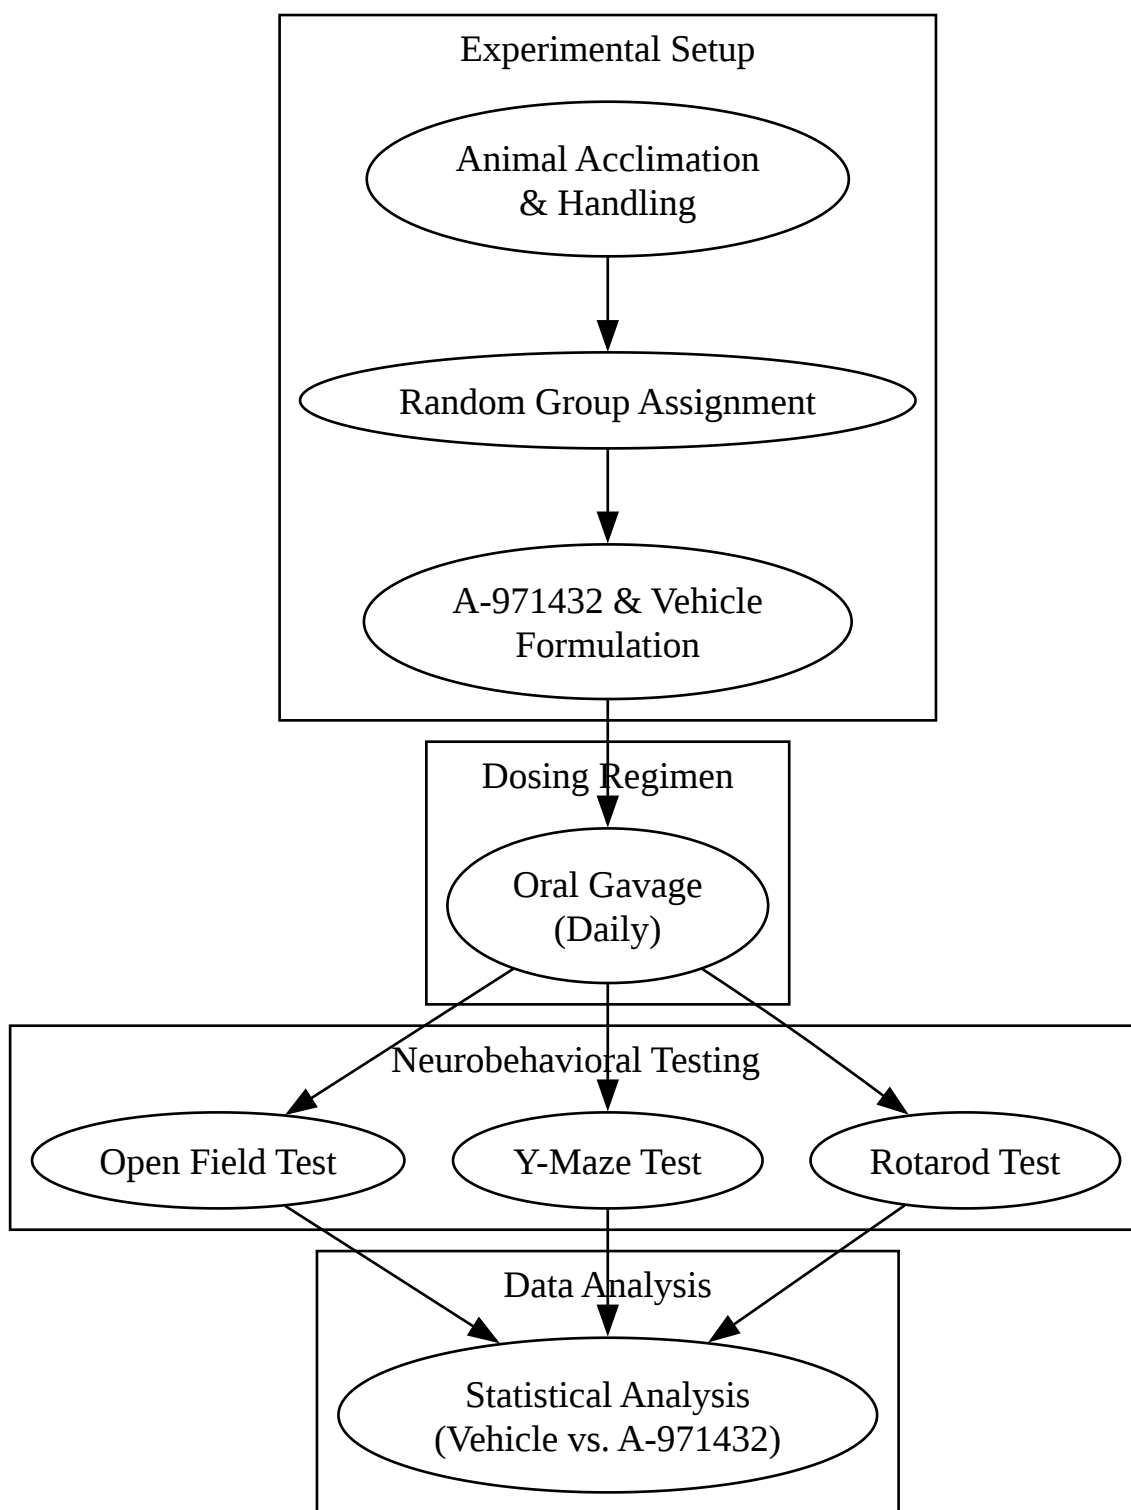 Experimental Setup
Animal Acclimation
& Handling
Random Group Assignment
A-971432 & Vehicle
Formulation
Dosing Regimen
Oral Gavage
(Daily)
Neurobehavioral Testing
Open Field Test
Y-Maze Test
Rotarod Test
Data Analysis
Statistical Analysis
(Vehicle vs. A-971432)